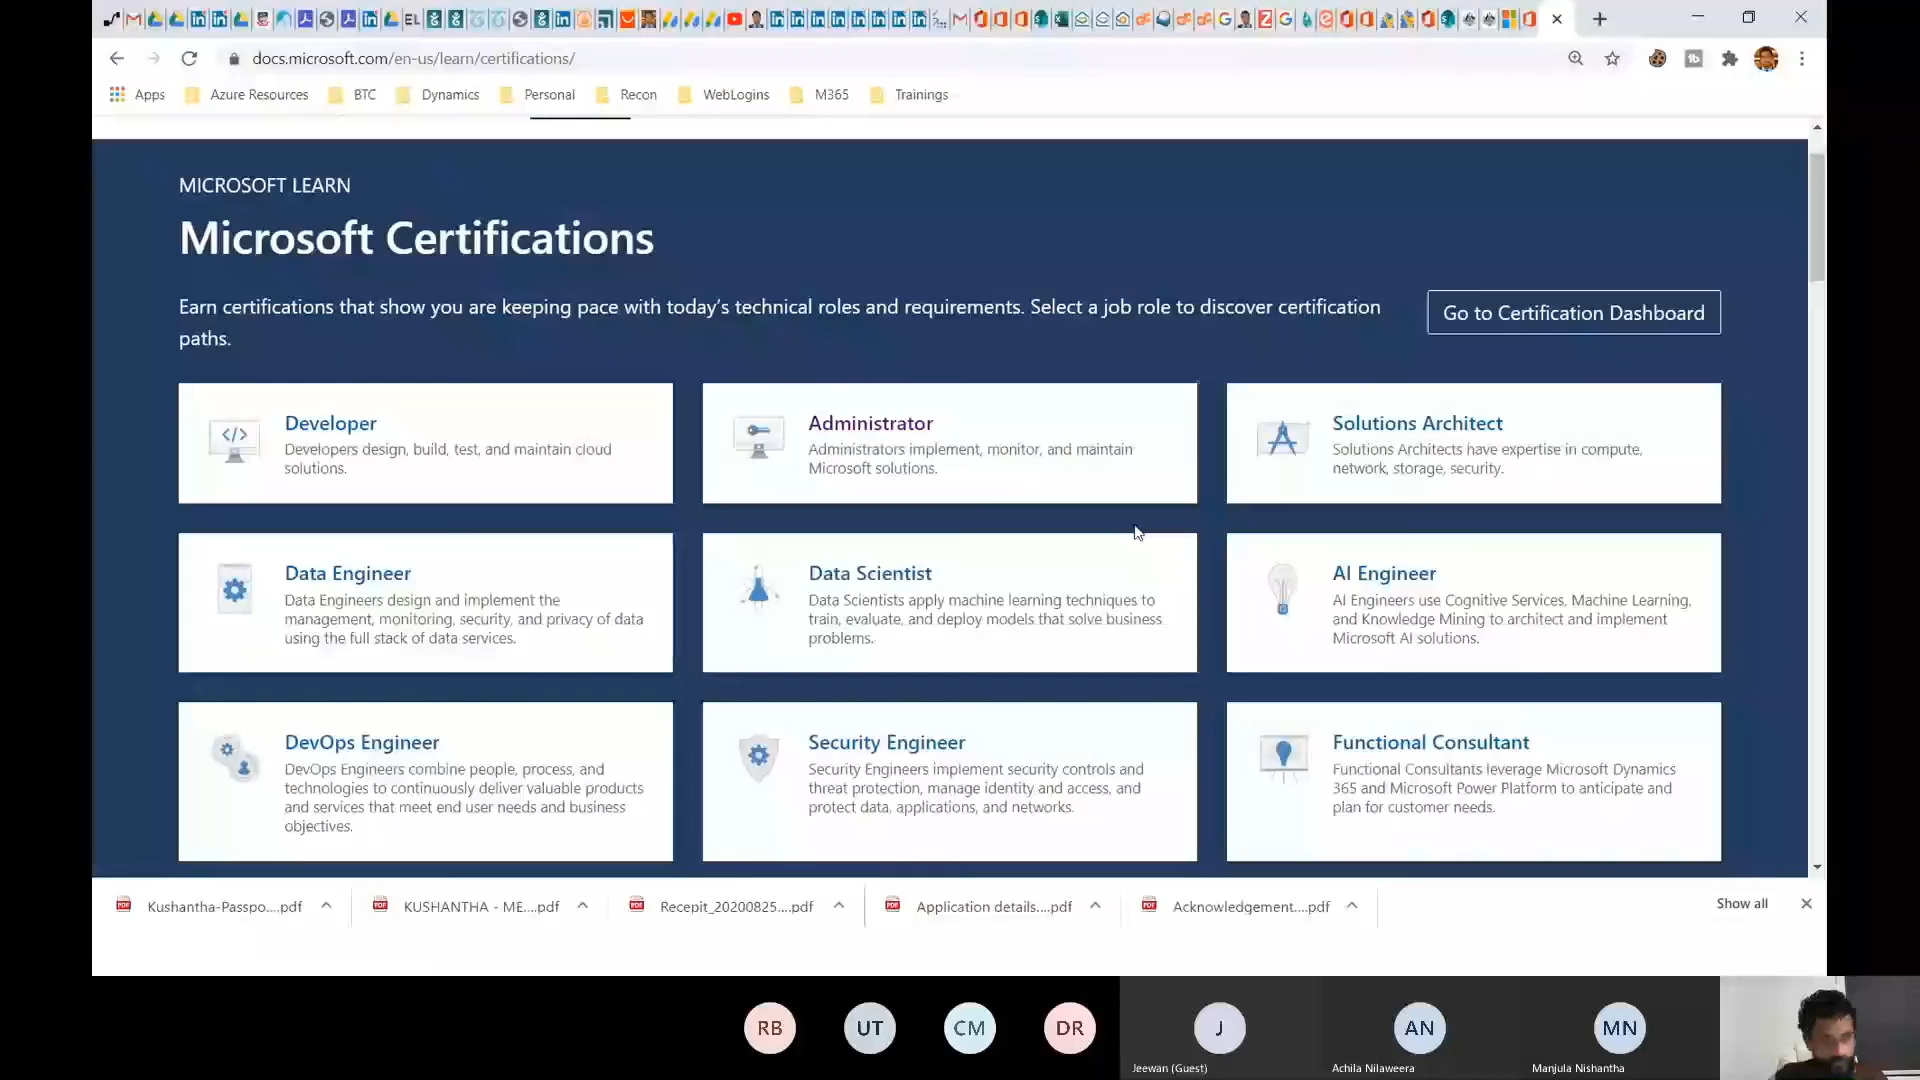 EL
docs.microsoft.com/en-us/learn/certifications/
Apps
Azure Resources
BTC
Dynamics
Personal
Recon
WebLogins
M365
Trainings
MICROSOFT LEARN
Microsoft Certifications
Earn certifications that show you are keeping pace with today's technical roles and requirements. Select a job role to discover certification
paths.
Go to Certification Dashboard
Developer
Developers design, build, test, and maintain cloud
solutions.
Administrator
Administrators implement, monitor, and maintain
Microsoft solutions.
Solutions Architect
Solutions Architects have expertise in compute,
network, storage, security.
Data Engineer
Data Engineers design and implement the
management, monitoring, security, and privacy of data
using the full stack of data services.
Data Scientist
Data Scientists apply machine learning techniques to
train, evaluate, and deploy models that solve business
problems.
AI Engineer
AI Engineers use Cognitive Services, Machine Learning,
and Knowledge Mining to architect and implement
Microsoft AI solutions.
DevOps Engineer
DevOps Engineers combine people, process, and
technologies to continuously deliver valuable products
and services that meet end user needs and business
objectives.
Security Engineer
Security Engineers implement security controls and
threat protection, manage identity and access, and
protect data, applications, and networks.
Functional Consultant
Functional Consultants leverage Microsoft Dynamics
365 and Microsoft Power Platform to anticipate and
plan for customer needs.
Kushantha-Passpo....pdf
KUSHANTHA - ME....pdf
Recepit_20200825....pdf
Application details....pdf
Acknowledgement....pdf
Show all
RB
UT
CM
DR
J
AN
MN
Jeewan (Guest)
Achila Nilaweera
Manjula Nishantha